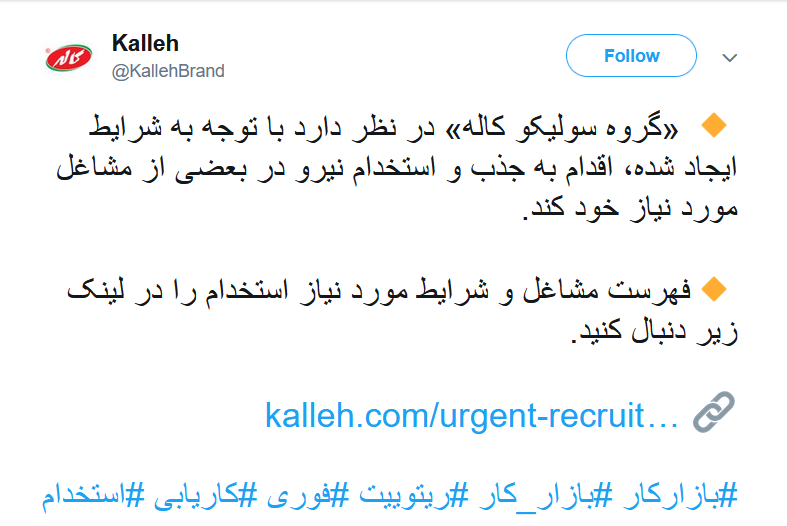 Kalleh
@KallehBrand
Follow
کاله
«گروه سولیکو کاله» در نظر دارد با توجه به شرایط
ایجاد شده، اقدام به جذب و استخدام نیرو در بعضی از مشاغل
مورد نیاز خود کند.
فهرست مشاغل و شرایط مورد نیاز استخدام را در لینک
زیر دنبال کنید.
kalleh.com/urgent-recruit…
#بازارکار #بازار_کار #ریتوییت #فوری #کاریابی #استخدام